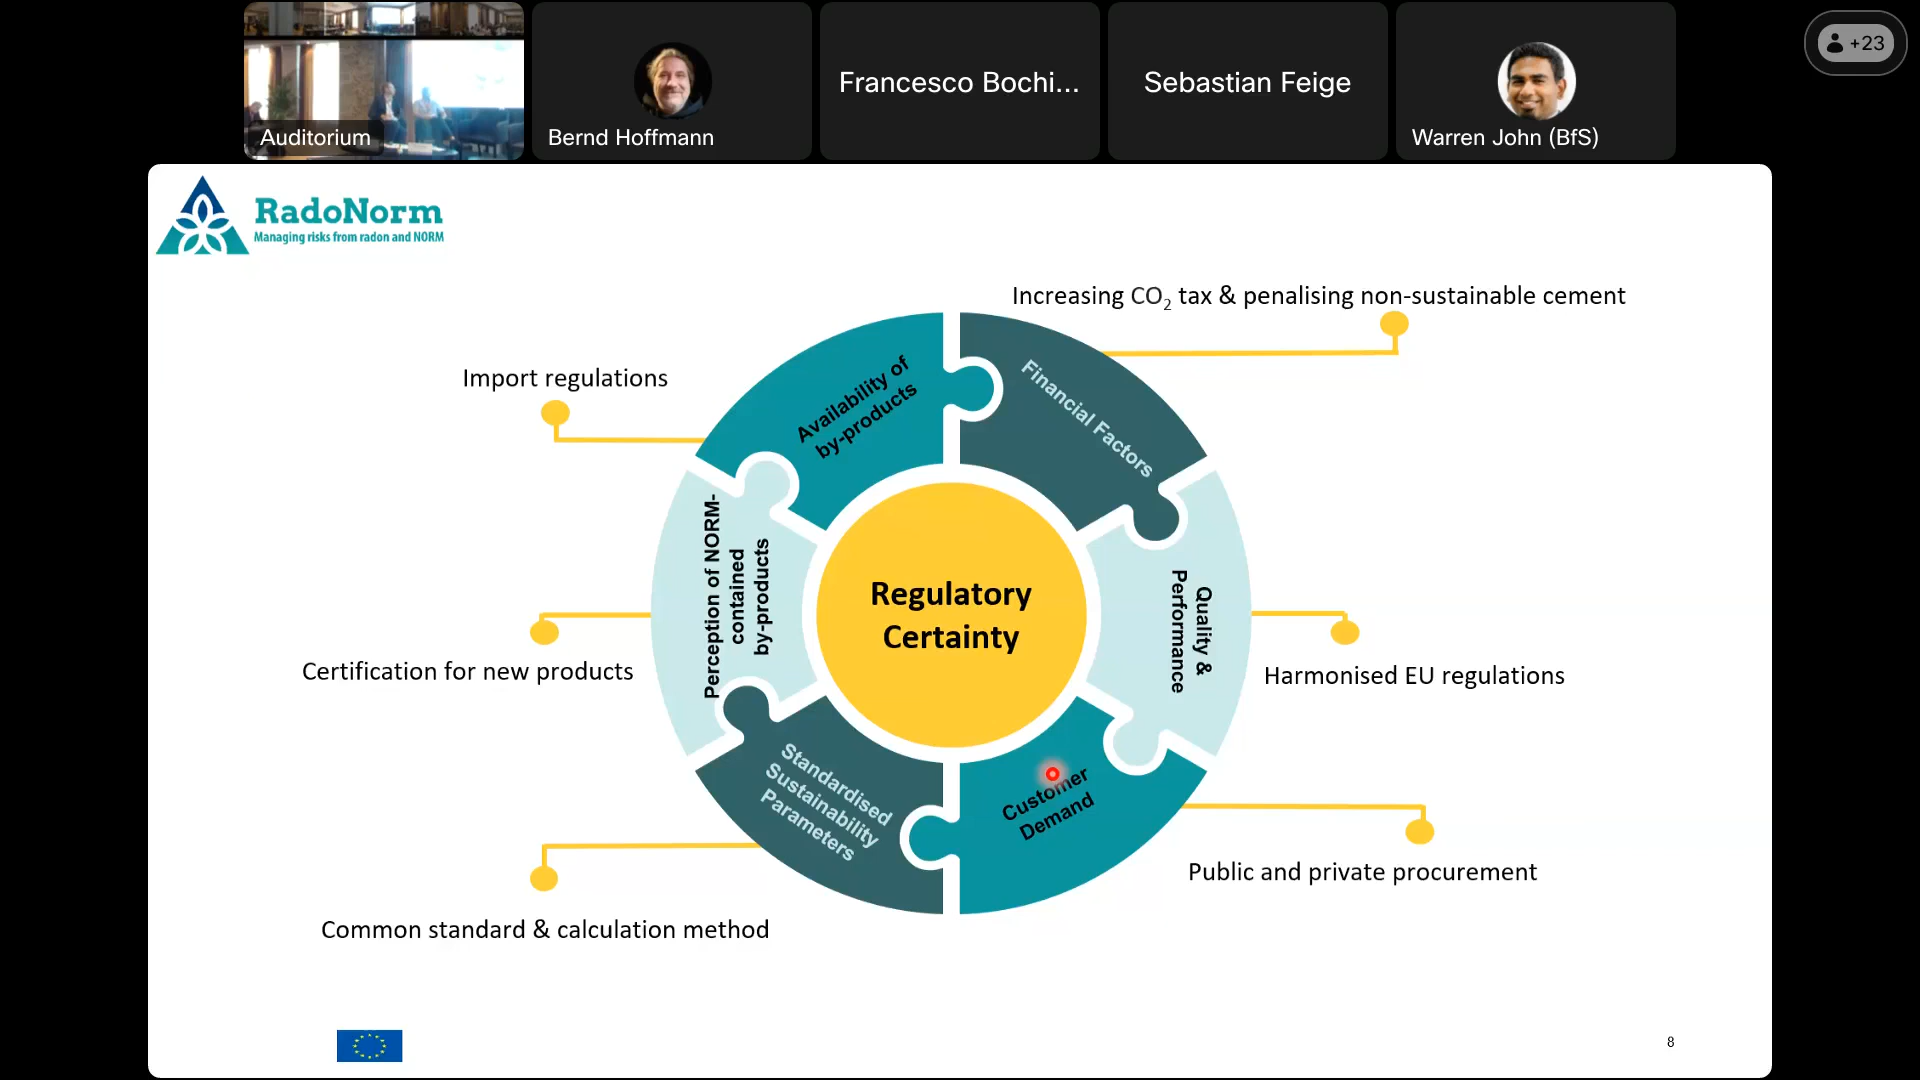 Auditorium
Bernd Hoffmann
Francesco Bochi...
Sebastian Feige
Warren John (BfS)
+23
RadoNorm
Managing risks from radon and NORM
Increasing CO₂ tax & penalising non-sustainable cement
Import regulations
Availability of
by-products
Financial Factors
Perception of NORM-
contained
by-products
Regulatory
Certainty
Quality &
Performance
Certification for new products
Harmonised EU regulations
Standardised
Sustainability
Parameters
Customer
Demand
Public and private procurement
Common standard & calculation method
8